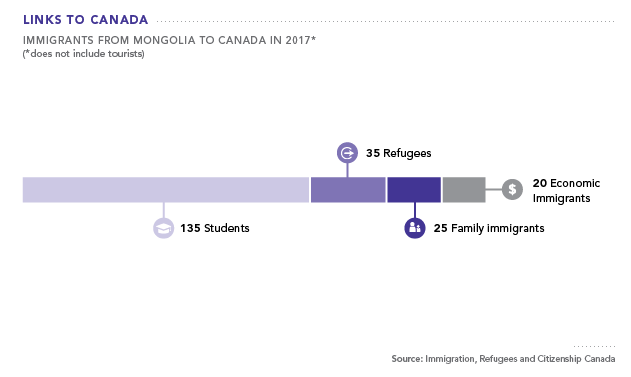 LINKS TO CANADA
IMMIGRANTS FROM MONGOLIA TO CANADA IN 2017*
(*does not include tourists)
35 Refugees
$
20 Economic
Immigrants
135 Students
25 Family immigrants
Source: Immigration, Refugees and Citizenship Canada